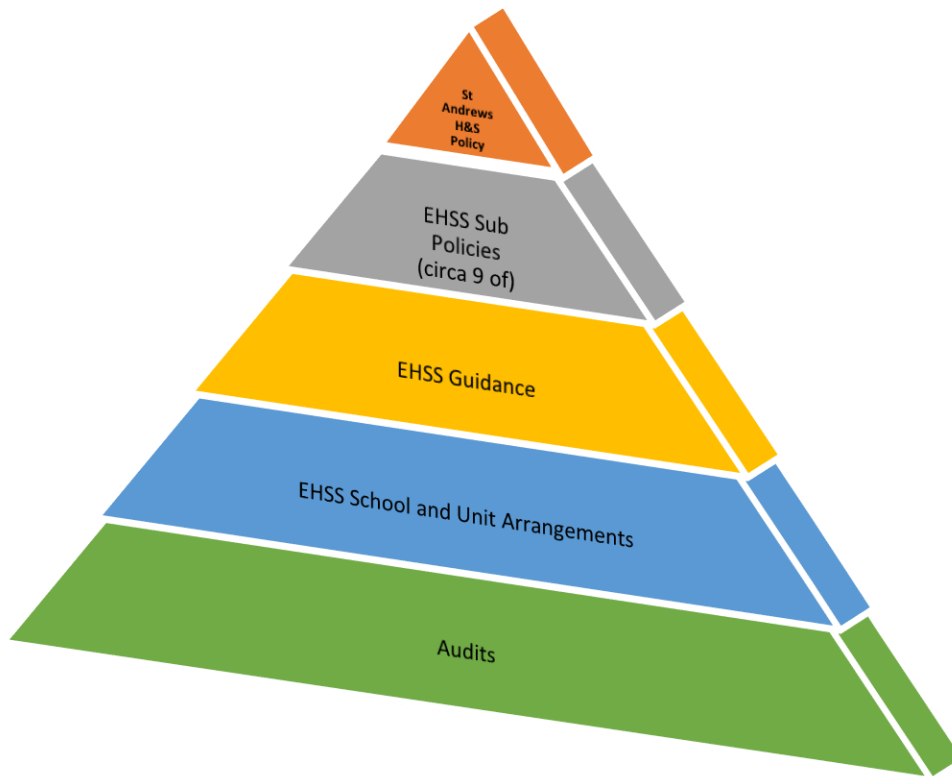 St
Andrews
H&S
Policy
EHSS Sub
Policies
(circa 9 of)
EHSS Guidance
EHSS School and Unit Arrangements
Audits